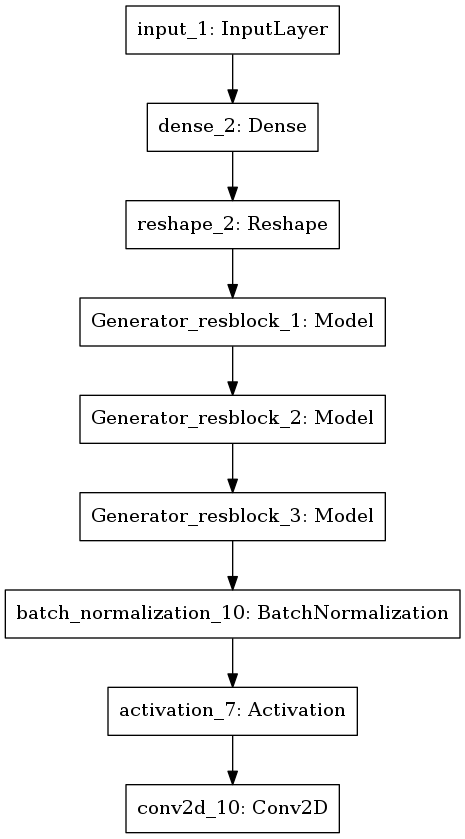 input_1: InputLayer
dense_2: Dense
reshape_2: Reshape
Generator_resblock_1: Model
Generator_resblock_2: Model
Generator_resblock_3: Model
batch_normalization_10: BatchNormalization
activation_7: Activation
conv2d_10: Conv2D